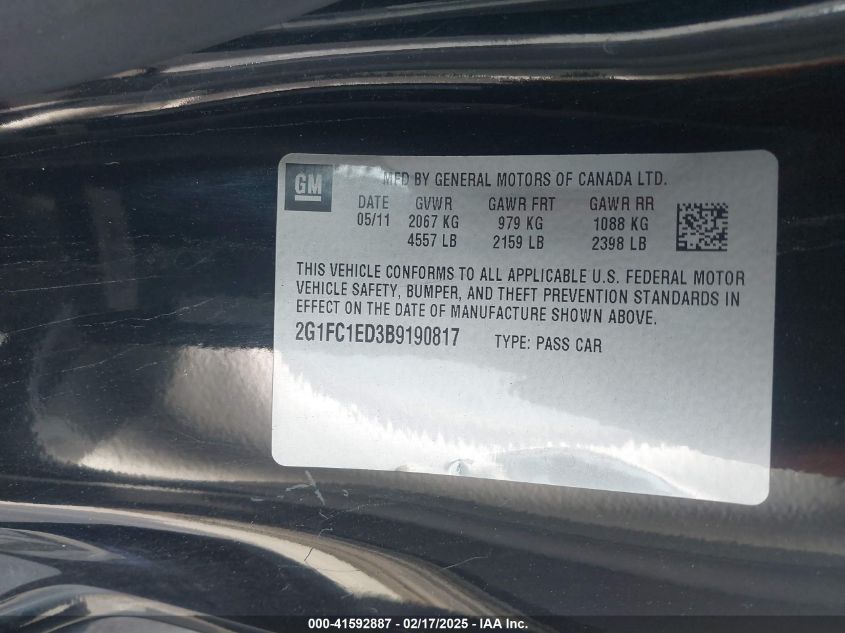 GM
MFD BY GENERAL MOTORS OF CANADA LTD.
DATE GVWR GAWR FRT GAWR RR
05/11 2067 KG 979 KG 1088 KG
4557 LB 2159 LB 2398 LB
THIS VEHICLE CONFORMS TO ALL APPLICABLE U.S. FEDERAL MOTOR
VEHICLE SAFETY, BUMPER, AND THEFT PREVENTION STANDARDS IN
EFFECT ON THE DATE OF MANUFACTURE SHOWN ABOVE.
2G1FC1ED3B9190817 TYPE: PASS CAR
000-41592887 - 02/17/2025 - IAA Inc.